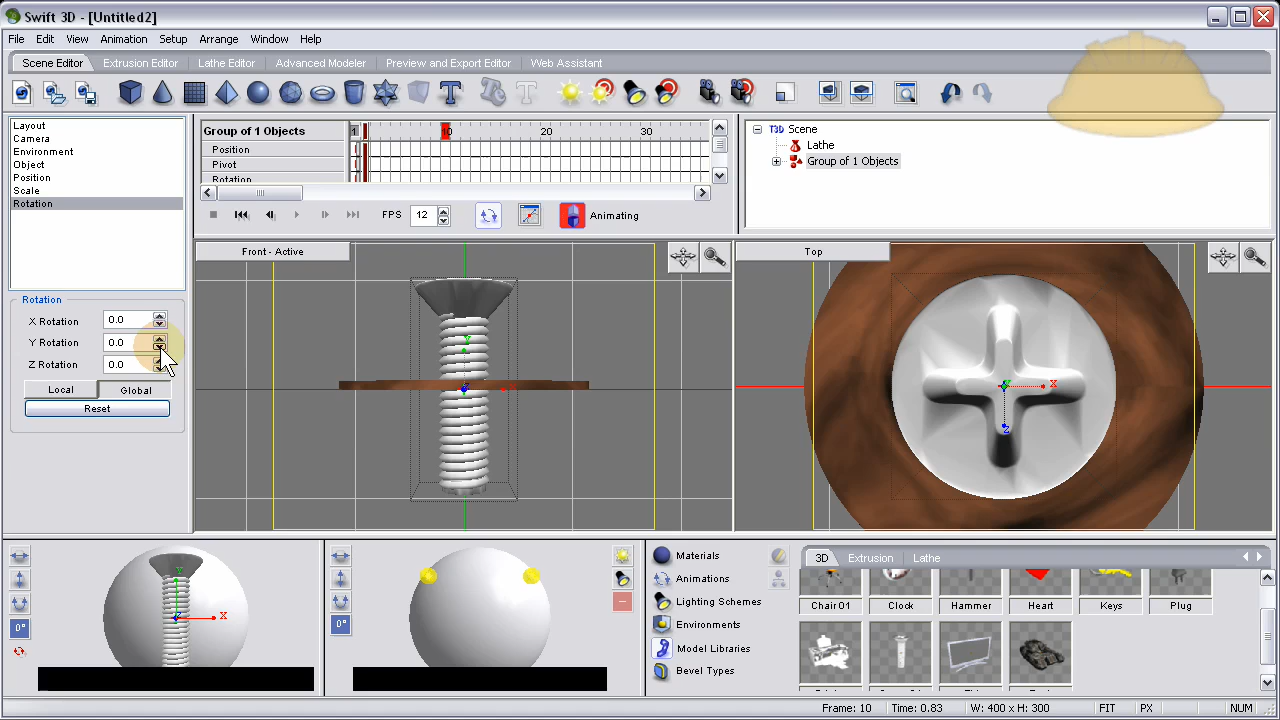 Swift 3D - [Untitled2]
File Edit View Animation Setup Arrange Window Help
Scene Editor Extrusion Editor Lathe Editor Advanced Modeler Preview and Export Editor Web Assistant
Layout
Camera
Environment
Object
Position
Scale
Rotation
Rotation
X Rotation 0.0
Y Rotation 0.0
Z Rotation 0.0
Local Global
Reset
Group of 1 Objects 1 10 20 30
Position
Pivot
Rotation
FPS 12 Animating
T3D Scene
Lathe
Group of 1 Objects
Front - Active
Y
X
Top
Y X
Z
Y
X
0°
0°
Materials
Animations
Lighting Schemes
Environments
Model Libraries
Bevel Types
3D Extrusion Lathe
Chair01 Clock Hammer Heart Keys Plug
Frame: 10 Time: 0.83 W: 400 x H: 300 FIT PX NUM